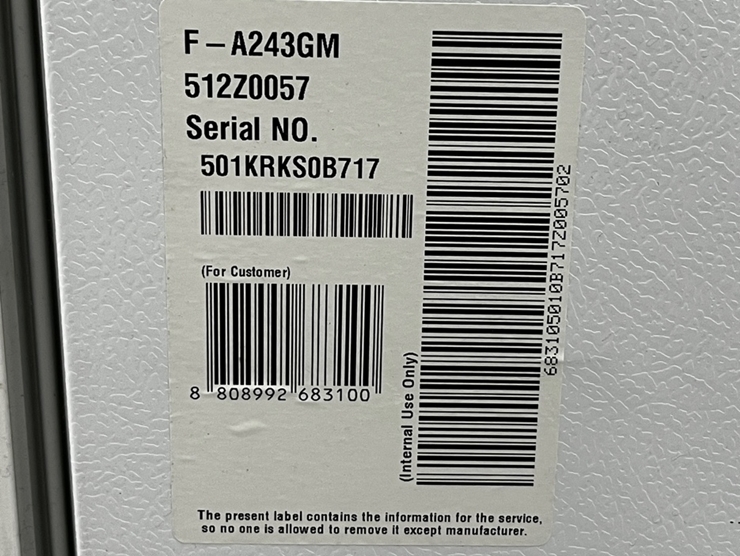 F-A243GM
512Z0057
Serial NO.
501KRKS0B717
(For Customer)
8 808992 683100
(Internal Use Only)
683105010B717Z005702
The present label contains the information for the service,
so no one is allowed to remove it except manufacturer.